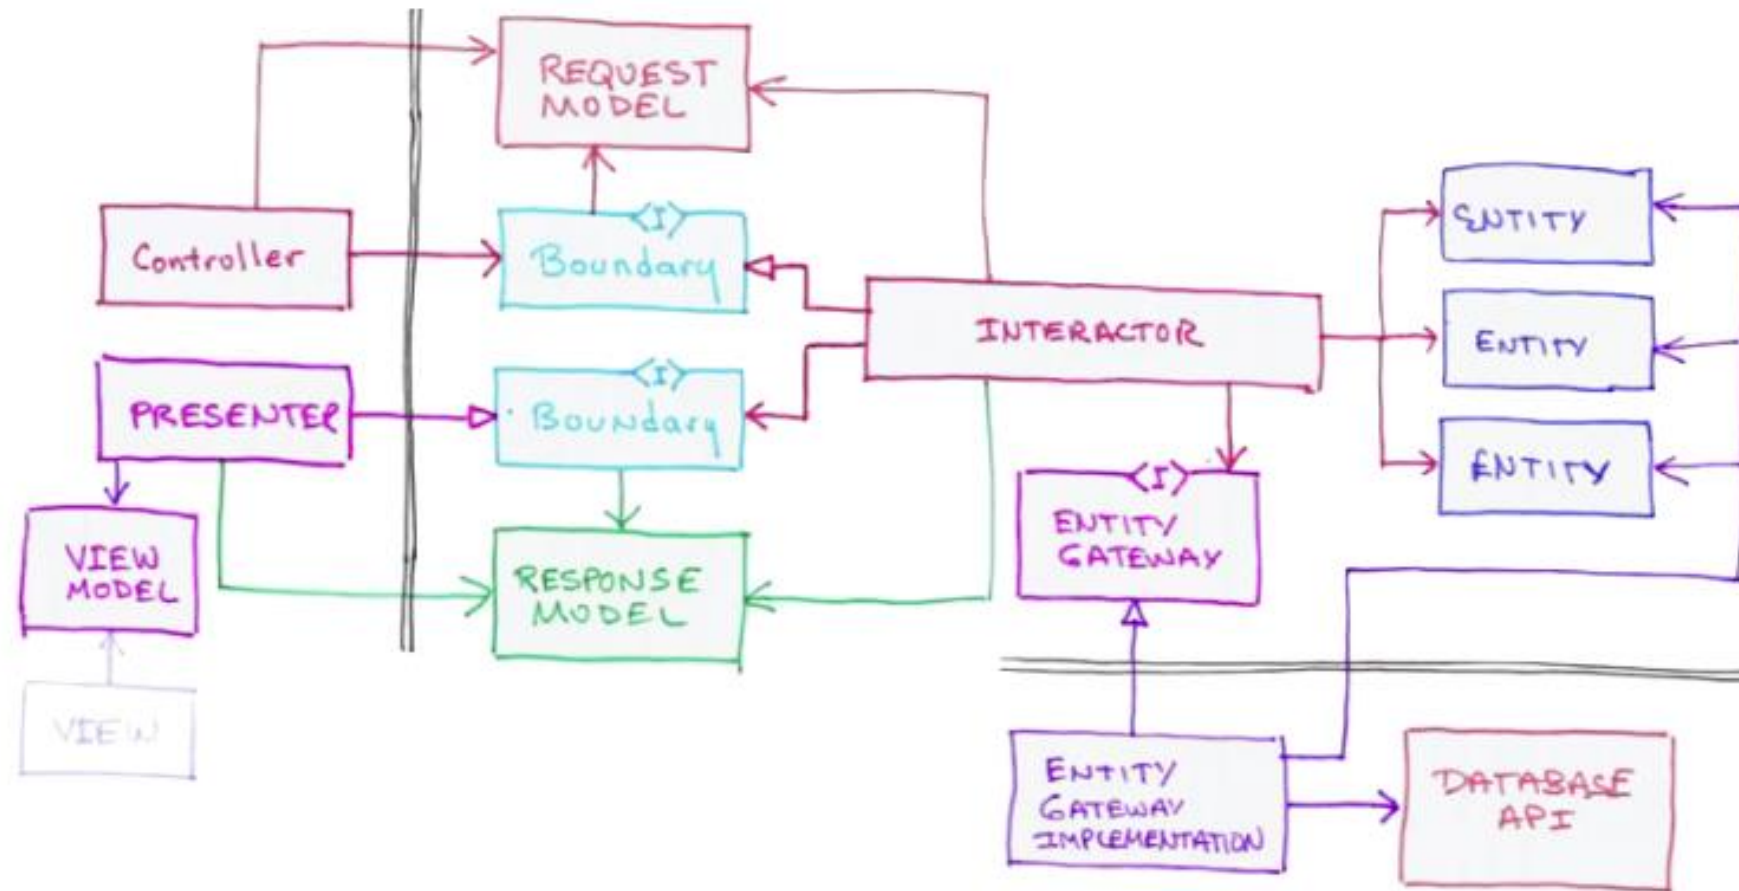 REQUEST
MODEL
<I>
Controller
Boundary
INTERACTOR
<I>
PRESENTER
Boundary
ENTITY
ENTITY
ENTITY
<I>
ENTITY
GATEWAY
VIEW
MODEL
RESPONSE
MODEL
VIEW
ENTITY
GATEWAY
IMPLEMENTATION
DATABASE
API